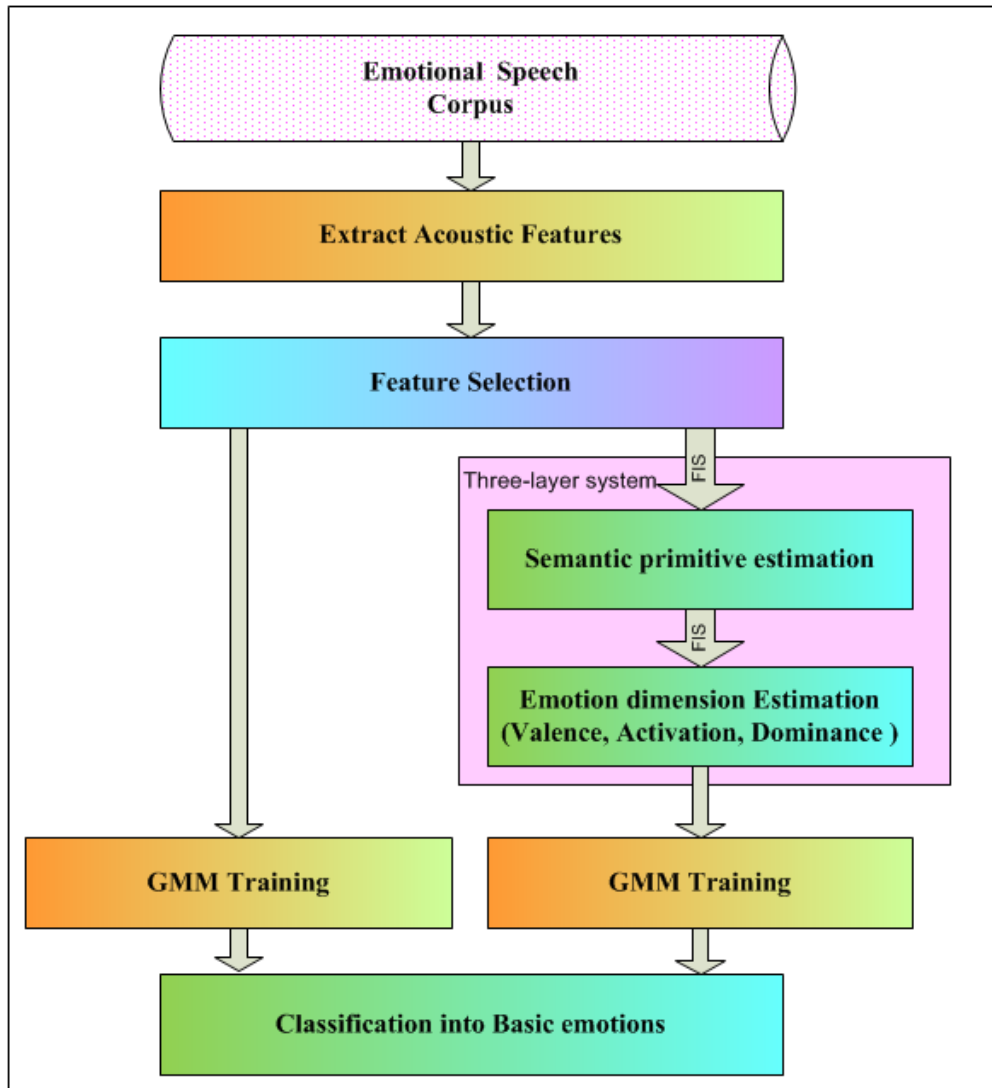 Emotional Speech
Corpus
Extract Acoustic Features
Feature Selection
FIS
Three-layer system
Semantic primitive estimation
FIS
Emotion dimension Estimation
(Valence, Activation, Dominance )
GMM Training
GMM Training
Classification into Basic emotions